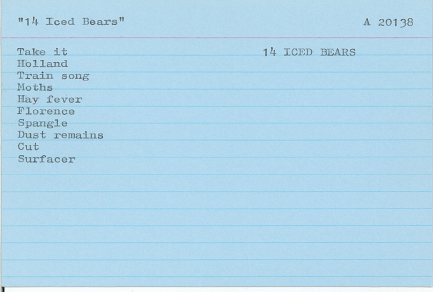 "14 Iced Bears"
A 20138
Take it
14 ICED BEARS
Holland
Train song
Moths
Hay fever
Florence
Spangle
Dust remains
Cut
Surfacer